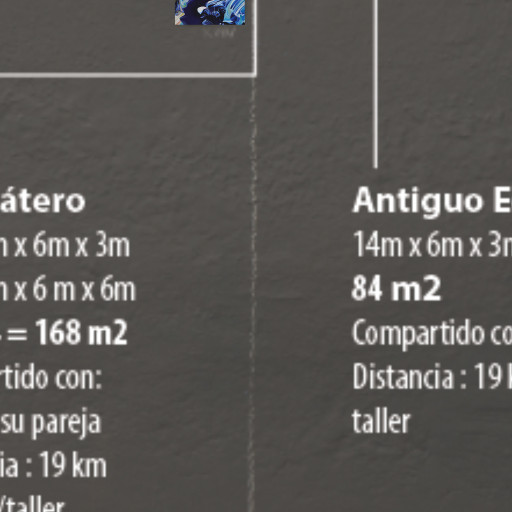 átero
m x 6m x 3m
m x 6 m x 6m
= 168 m2
rtido con:
su pareja
ia : 19 km
/taller
Antiguo E
14m x 6m x 3m
84 m2
Compartido co
Distancia : 19 k
taller